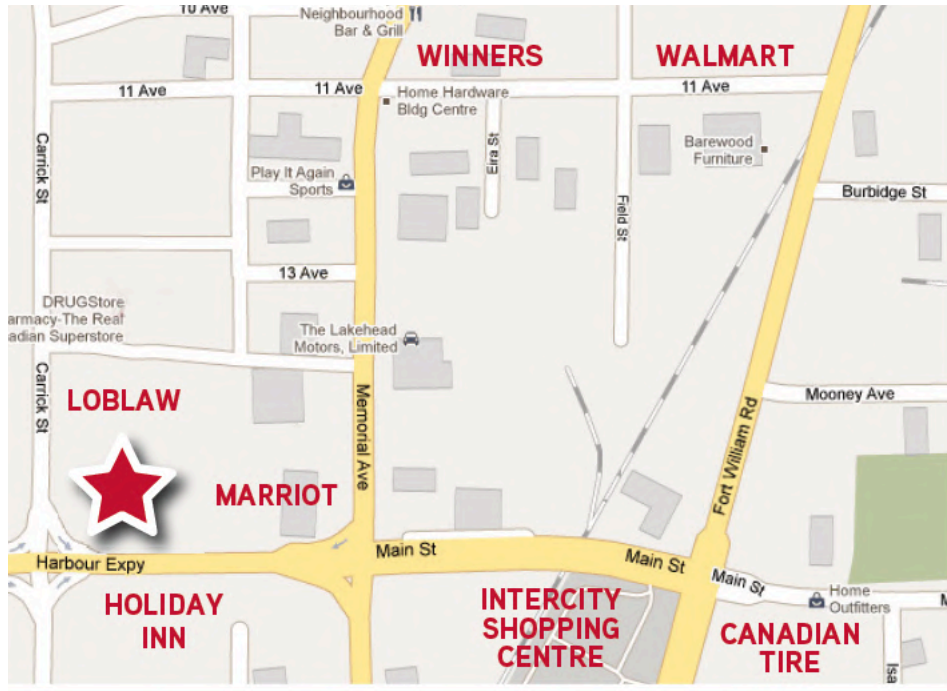 10 Ave
Neighbourhood
Bar & Grill
WINNERS
WALMART
11 Ave
11 Ave
11 Ave
Home Hardware
Bldg Centre
Carrick St
Eira St
Barewood
Furniture
Play It Again
Sports
Burbidge St
Field St
13 Ave
DRUGStore
armacy-The Real
adian Superstore
The Lakehead
Motors, Limited
Carrick St
LOBLAW
Memorial Ave
Mooney Ave
Fort William Rd
MARRIOT
Harbour Expy
Main St
Main St
Main St
HOLIDAY
INN
INTERCITY
SHOPPING
CENTRE
Home
Outfitters
M
CANADIAN
TIRE
Isa